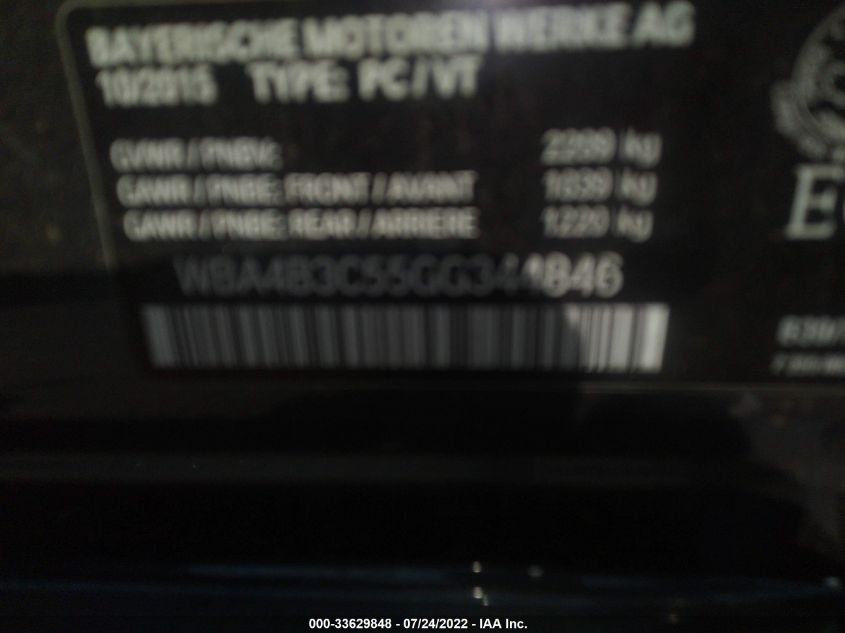 BAYERISCHE MOTOREN WERKE AG
10/2015 TYPE: PC/VT
GVWR / PNBV: kg
GAWR / PNBE: FRONT / AVANT 1039 kg
GAWR / PNBE: REAR / ARRIERE 1220 kg
WBA4B3C55GG344846
000-33629848 - 07/24/2022 - IAA Inc.